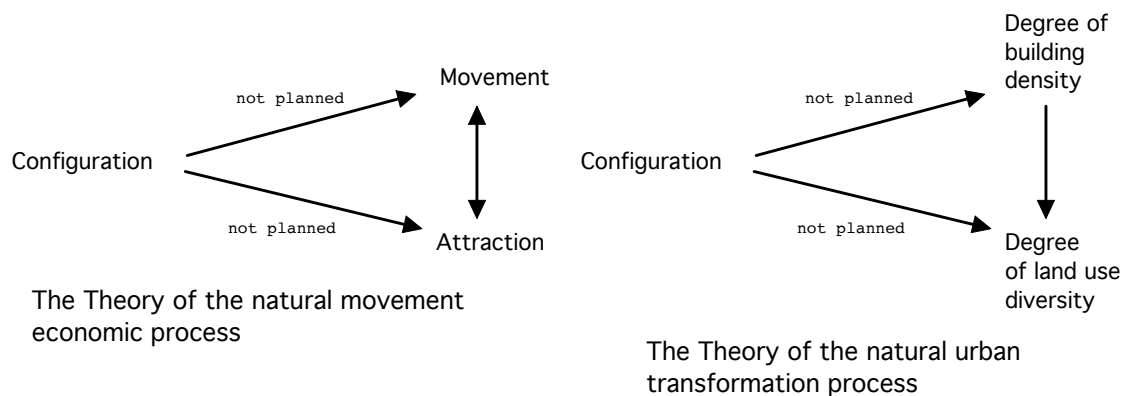 Movement
not planned
Configuration
not planned
Attraction
The Theory of the natural movement
economic process
Degree of
building
density
not planned
Configuration
not planned
Degree
of land use
diversity
The Theory of the natural urban
transformation process